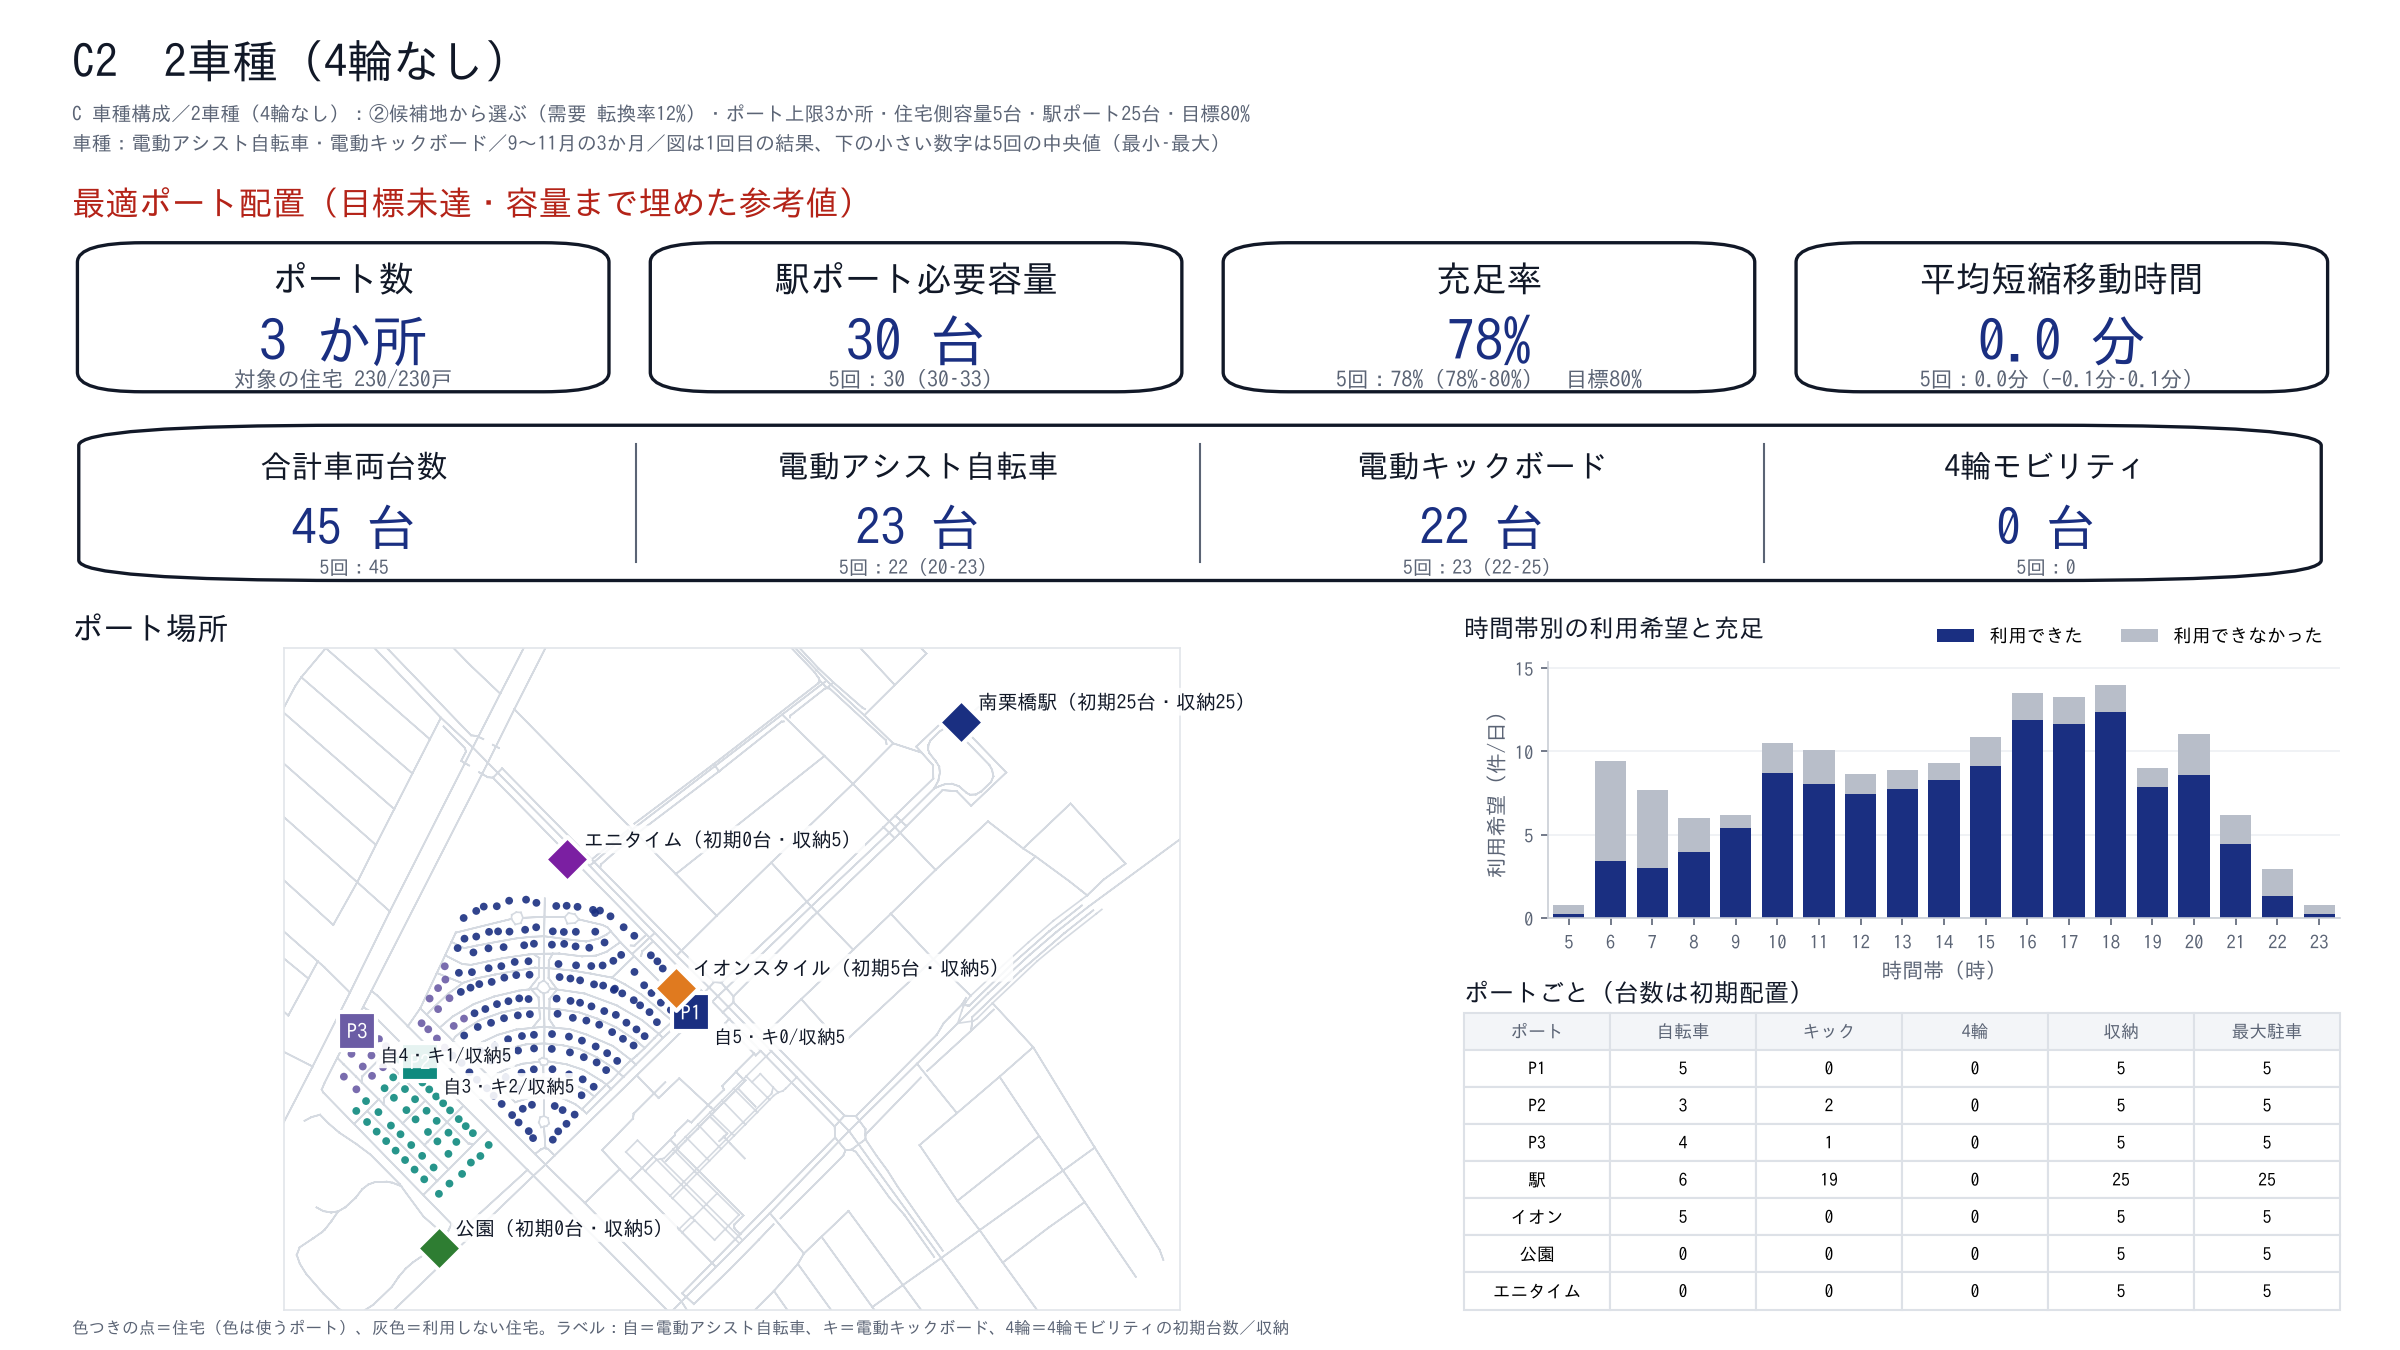 C2　2車種（4輪なし）
C 車種構成／2車種（4輪なし）：②候補地から選ぶ（需要 転換率12%）・ポート上限3か所・住宅側容量5台・駅ポート25台・目標80%
車種：電動アシスト自転車・電動キックボード／9～11月の3か月／図は1回目の結果、下の小さい数字は5回の中央値（最小-最大）
最適ポート配置（目標未達・容量まで埋めた参考値）
ポート数
3 か所
対象の住宅 230/230戸
駅ポート必要容量
30 台
5回：30（30-33）
充足率
78%
5回：78%（78%-80%）　目標80%
平均短縮移動時間
0.0 分
5回：0.0分（−0.1分-0.1分）
合計車両台数
45 台
5回：45
電動アシスト自転車
23 台
5回：22（20-23）
電動キックボード
22 台
5回：23（22-25）
4輪モビリティ
0 台
5回：0
ポート場所
南栗橋駅（初期25台・収納25）
エニタイム（初期0台・収納5）
イオンスタイル（初期5台・収納5）
P1
自5・キ0/収納5
P3
自4・キ1/収納5
自3・キ2/収納5
公園（初期0台・収納5）
時間帯別の利用希望と充足
利用できた 利用できなかった
利用希望（件/日）
15
10
5
0
5 6 7 8 9 10 11 12 13 14 15 16 17 18 19 20 21 22 23
時間帯（時）
ポートごと（台数は初期配置）
ポート 自転車 キック 4輪 収納 最大駐車
P1 5 0 0 5 5
P2 3 2 0 5 5
P3 4 1 0 5 5
駅 6 19 0 25 25
イオン 5 0 0 5 5
公園 0 0 0 5 5
エニタイム 0 0 0 5 5
色つきの点＝住宅（色は使うポート）、灰色＝利用しない住宅。ラベル：自＝電動アシスト自転車、キ＝電動キックボード、4輪＝4輪モビリティの初期台数／収納